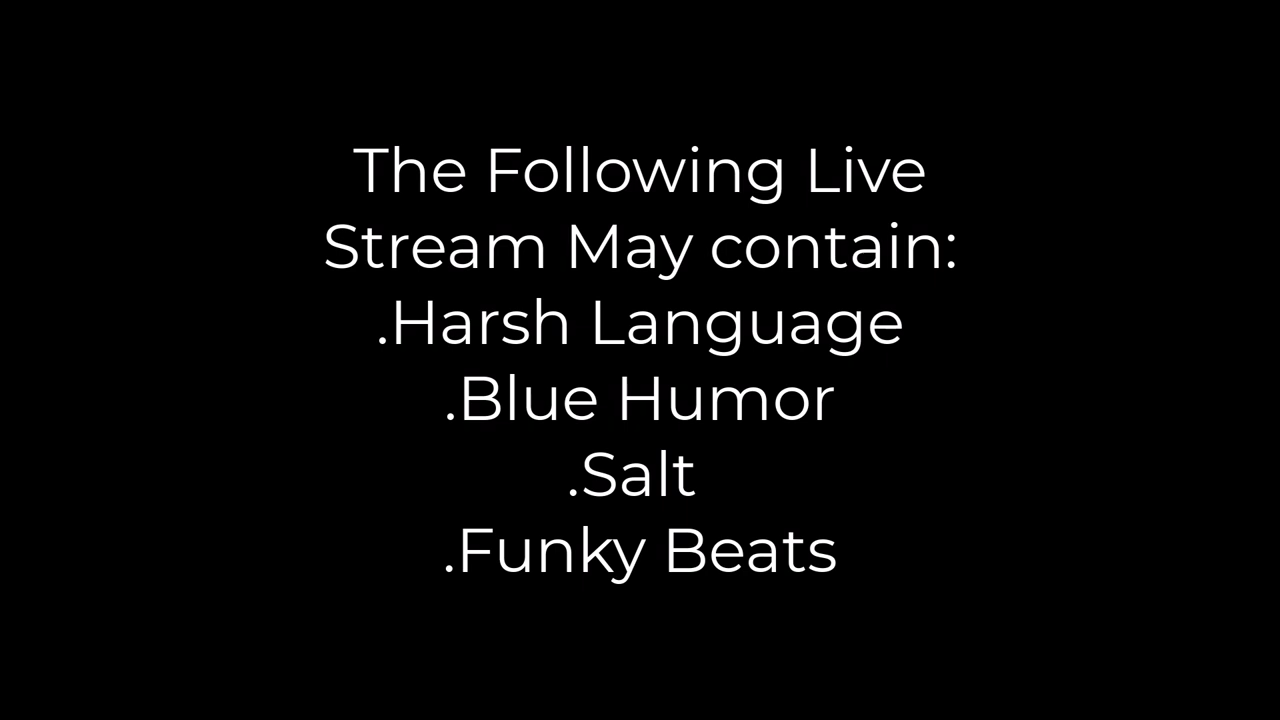 The Following Live
Stream May contain:
.Harsh Language
.Blue Humor
.Salt
.Funky Beats